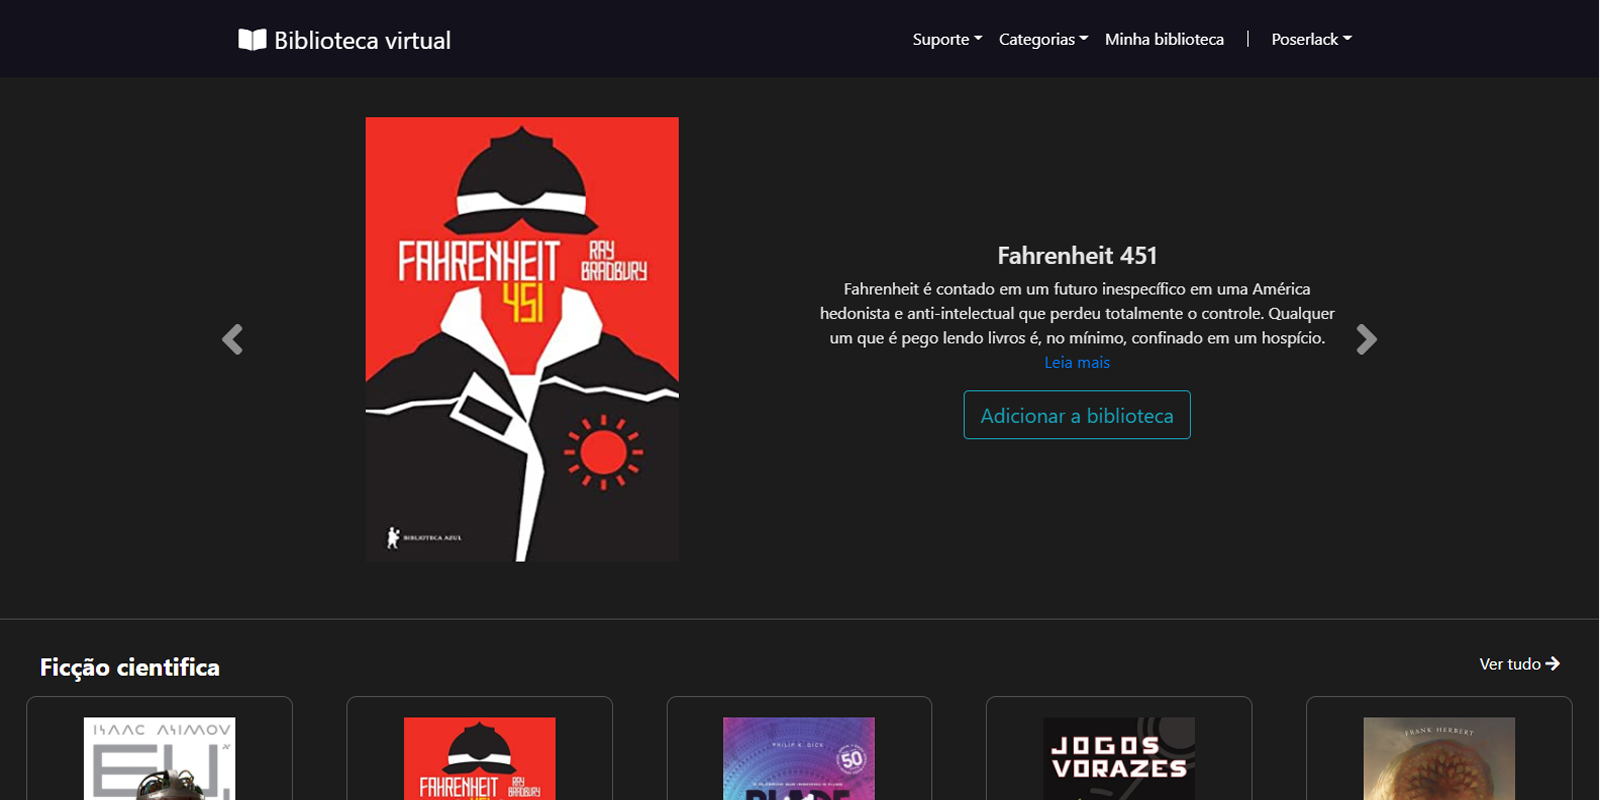 Biblioteca virtual
Suporte Categorias Minha biblioteca | Poserlack
FAHRENHEIT
451
RAY
BRADBURY
BIBLIOTECA AZUL
Fahrenheit 451
Fahrenheit é contado em um futuro inespecífico em uma América
hedonista e anti-intelectual que perdeu totalmente o controle. Qualquer
um que é pego lendo livros é, no mínimo, confinado em um hospício.
Leia mais
Adicionar a biblioteca
Ficção cientifica
Ver tudo
ISAAC ASIMOV
EU,
FAHRENHEIT
451
RAY
BRADBURY
PHILIP K. DICK
50
BLADE
JOGOS
VORAZES
FRANK HERBERT